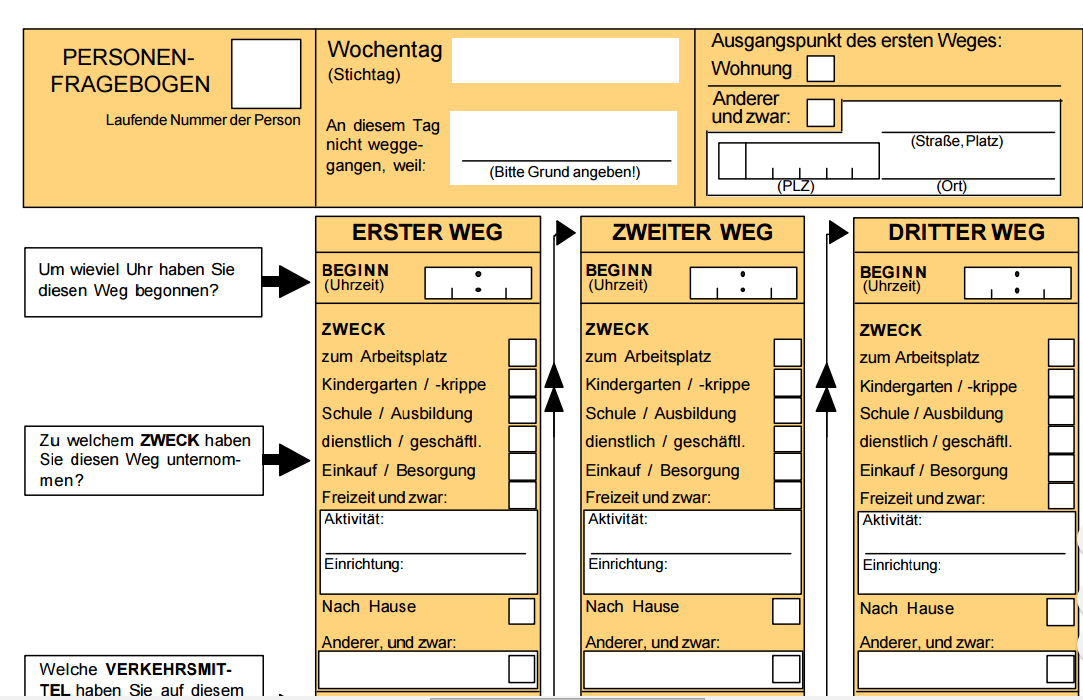 PERSONEN-
FRAGEBOGEN
Laufende Nummer der Person
Wochentag
(Stichtag)
An diesem Tag
nicht wegge-
gangen, weil:
(Bitte Grund angeben!)
Ausgangspunkt des ersten Weges:
Wohnung
Anderer
und zwar:
(Straße, Platz)
(PLZ)
(Ort)
Um wieviel Uhr haben Sie
diesen Weg begonnen?
Zu welchem ZWECK haben
Sie diesen Weg unternom-
men?
Welche VERKEHRSMIT-
TEL haben Sie auf diesem
ERSTER WEG
BEGINN
(Uhrzeit)
:
ZWECK
zum Arbeitsplatz
Kindergarten / -krippe
Schule / Ausbildung
dienstlich / geschäftl.
Einkauf / Besorgung
Freizeit und zwar:
Aktivität:
Einrichtung:
Nach Hause
Anderer, und zwar:
ZWEITER WEG
BEGINN
(Uhrzeit)
:
ZWECK
zum Arbeitsplatz
Kindergarten / -krippe
Schule / Ausbildung
dienstlich / geschäftl.
Einkauf / Besorgung
Freizeit und zwar:
Aktivität:
Einrichtung:
Nach Hause
Anderer, und zwar:
DRITTER WEG
BEGINN
(Uhrzeit)
:
ZWECK
zum Arbeitsplatz
Kindergarten / -krippe
Schule / Ausbildung
dienstlich / geschäftl.
Einkauf / Besorgung
Freizeit und zwar:
Aktivität:
Einrichtung:
Nach Hause
Anderer, und zwar: